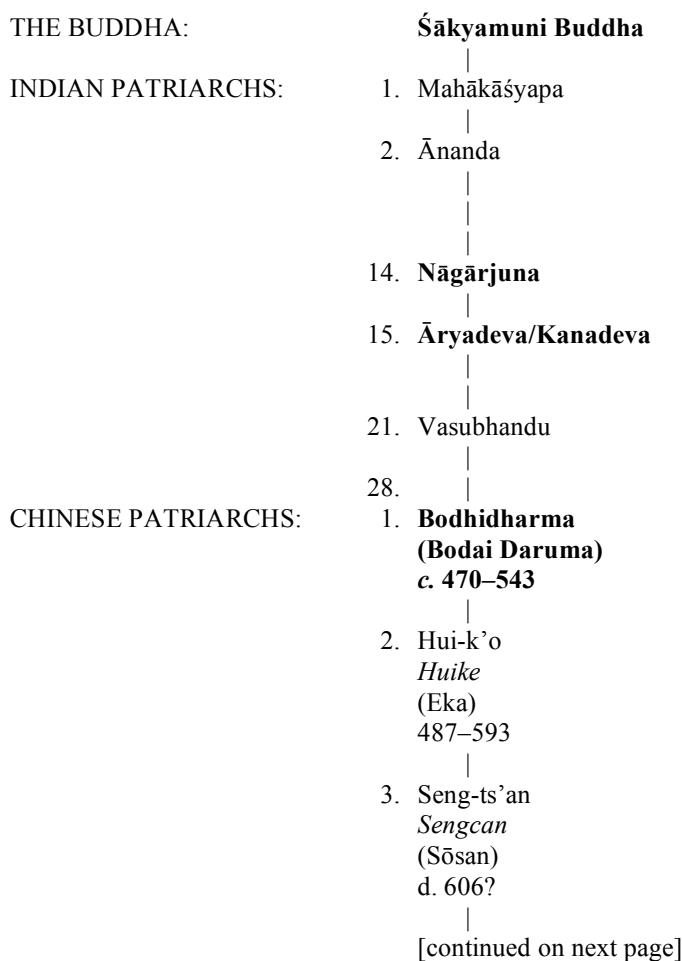 THE BUDDHA: Śākyamuni Buddha
|
INDIAN PATRIARCHS: 1. Mahākāśyapa
|
2. Ānanda
|
|
|
14. Nāgārjuna
|
15. Āryadeva/Kanadeva
|
|
21. Vasubhandu
|
28. |
CHINESE PATRIARCHS: 1. Bodhidharma
(Bodai Daruma)
c. 470–543
|
2. Hui-k’o
Huike
(Eka)
487–593
|
3. Seng-ts’an
Sengcan
(Sōsan)
d. 606?
|
[continued on next page]